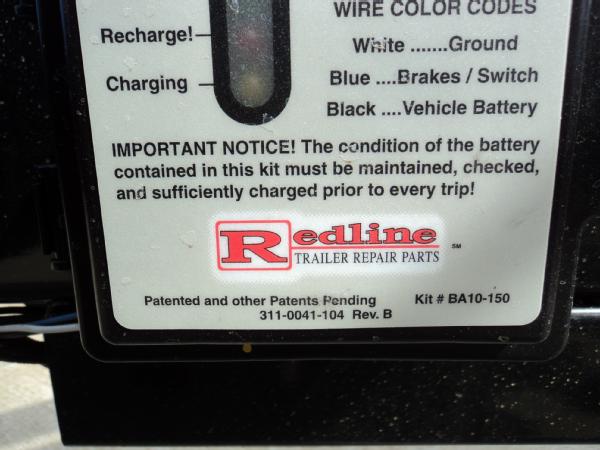 WIRE COLOR CODES
Recharge!
White .......Ground
Charging
Blue ....Brakes / Switch
Black ....Vehicle Battery
IMPORTANT NOTICE! The condition of the battery
contained in this kit must be maintained, checked,
and sufficiently charged prior to every trip!
Redline SM
TRAILER REPAIR PARTS
Patented and other Patents Pending
Kit # BA10-150
311-0041-104 Rev. B